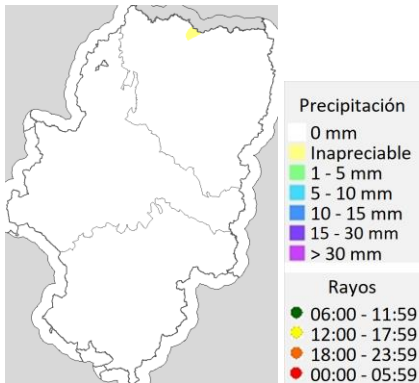 Precipitación
0 mm
Inapreciable
1 - 5 mm
5 - 10 mm
10 - 15 mm
15 - 30 mm
> 30 mm
Rayos
06:00 - 11:59
12:00 - 17:59
18:00 - 23:59
00:00 - 05:59